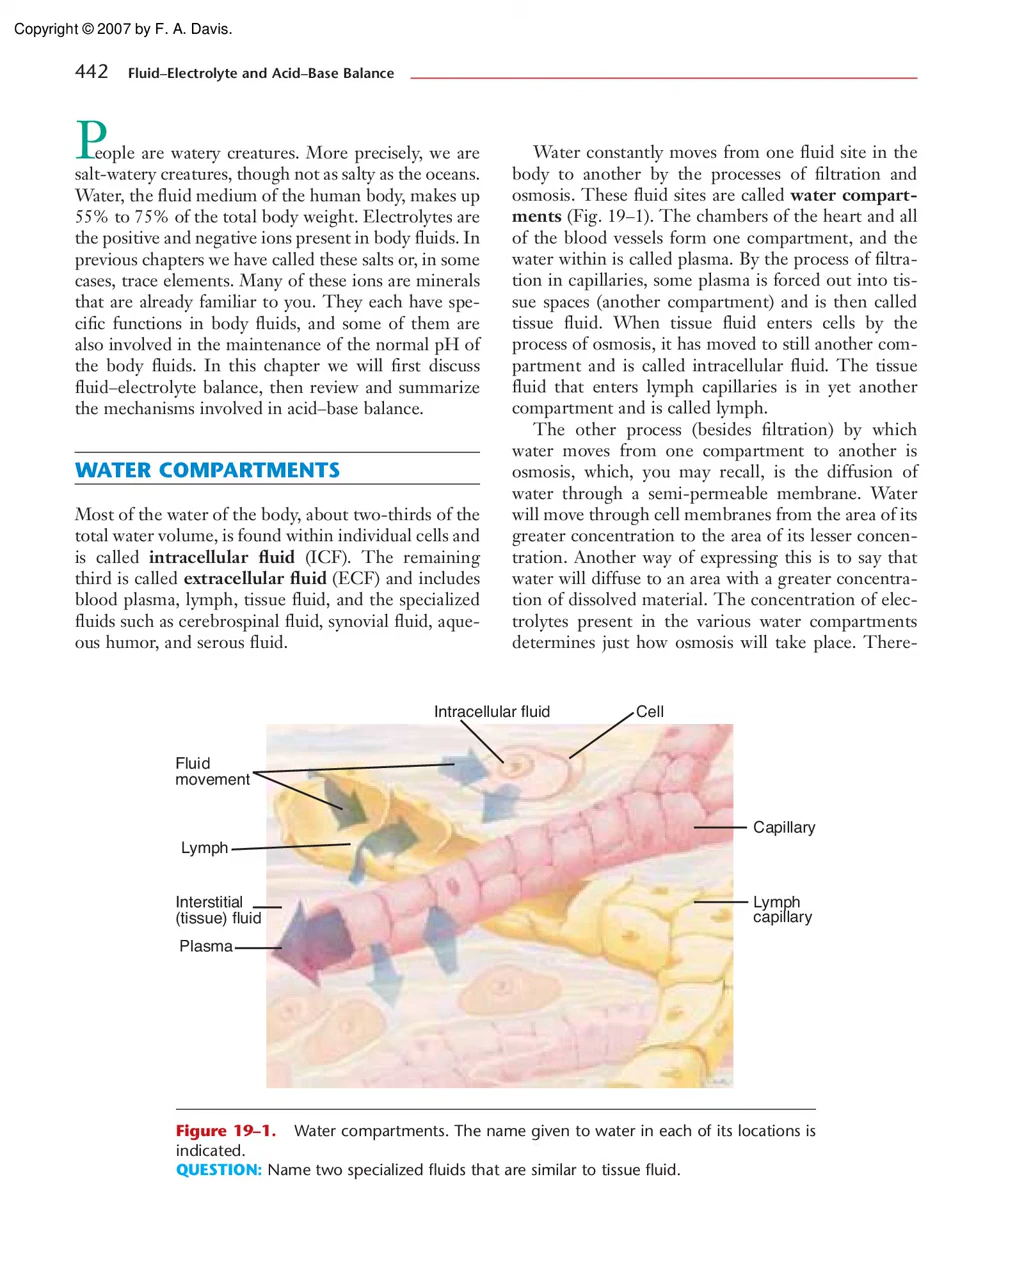 Copyright © 2007 by F. A. Davis.
442 Fluid–Electrolyte and Acid–Base Balance
People are watery creatures. More precisely, we are
salt-watery creatures, though not as salty as the oceans.
Water, the fluid medium of the human body, makes up
55% to 75% of the total body weight. Electrolytes are
the positive and negative ions present in body fluids. In
previous chapters we have called these salts or, in some
cases, trace elements. Many of these ions are minerals
that are already familiar to you. They each have spe-
cific functions in body fluids, and some of them are
also involved in the maintenance of the normal pH of
the body fluids. In this chapter we will first discuss
fluid–electrolyte balance, then review and summarize
the mechanisms involved in acid–base balance.
WATER COMPARTMENTS
Most of the water of the body, about two-thirds of the
total water volume, is found within individual cells and
is called intracellular fluid (ICF). The remaining
third is called extracellular fluid (ECF) and includes
blood plasma, lymph, tissue fluid, and the specialized
fluids such as cerebrospinal fluid, synovial fluid, aque-
ous humor, and serous fluid.
Water constantly moves from one fluid site in the
body to another by the processes of filtration and
osmosis. These fluid sites are called water compart-
ments (Fig. 19–1). The chambers of the heart and all
of the blood vessels form one compartment, and the
water within is called plasma. By the process of filtra-
tion in capillaries, some plasma is forced out into tis-
sue spaces (another compartment) and is then called
tissue fluid. When tissue fluid enters cells by the
process of osmosis, it has moved to still another com-
partment and is called intracellular fluid. The tissue
fluid that enters lymph capillaries is in yet another
compartment and is called lymph.
The other process (besides filtration) by which
water moves from one compartment to another is
osmosis, which, you may recall, is the diffusion of
water through a semi-permeable membrane. Water
will move through cell membranes from the area of its
greater concentration to the area of its lesser concen-
tration. Another way of expressing this is to say that
water will diffuse to an area with a greater concentra-
tion of dissolved material. The concentration of elec-
trolytes present in the various water compartments
determines just how osmosis will take place. There-
Intracellular fluid
Cell
Fluid
movement
Capillary
Lymph
Interstitial
(tissue) fluid
Lymph
capillary
Plasma
Figure 19–1. Water compartments. The name given to water in each of its locations is
indicated.
QUESTION: Name two specialized fluids that are similar to tissue fluid.